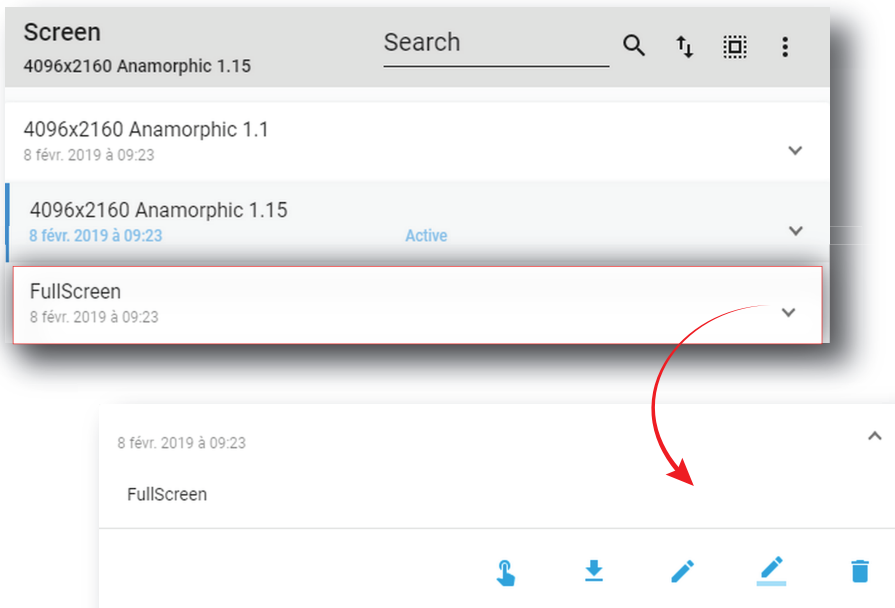 Screen
4096x2160 Anamorphic 1.15
Search
4096x2160 Anamorphic 1.1
8 févr. 2019 à 09:23
4096x2160 Anamorphic 1.15
8 févr. 2019 à 09:23
Active
FullScreen
8 févr. 2019 à 09:23
8 févr. 2019 à 09:23
FullScreen